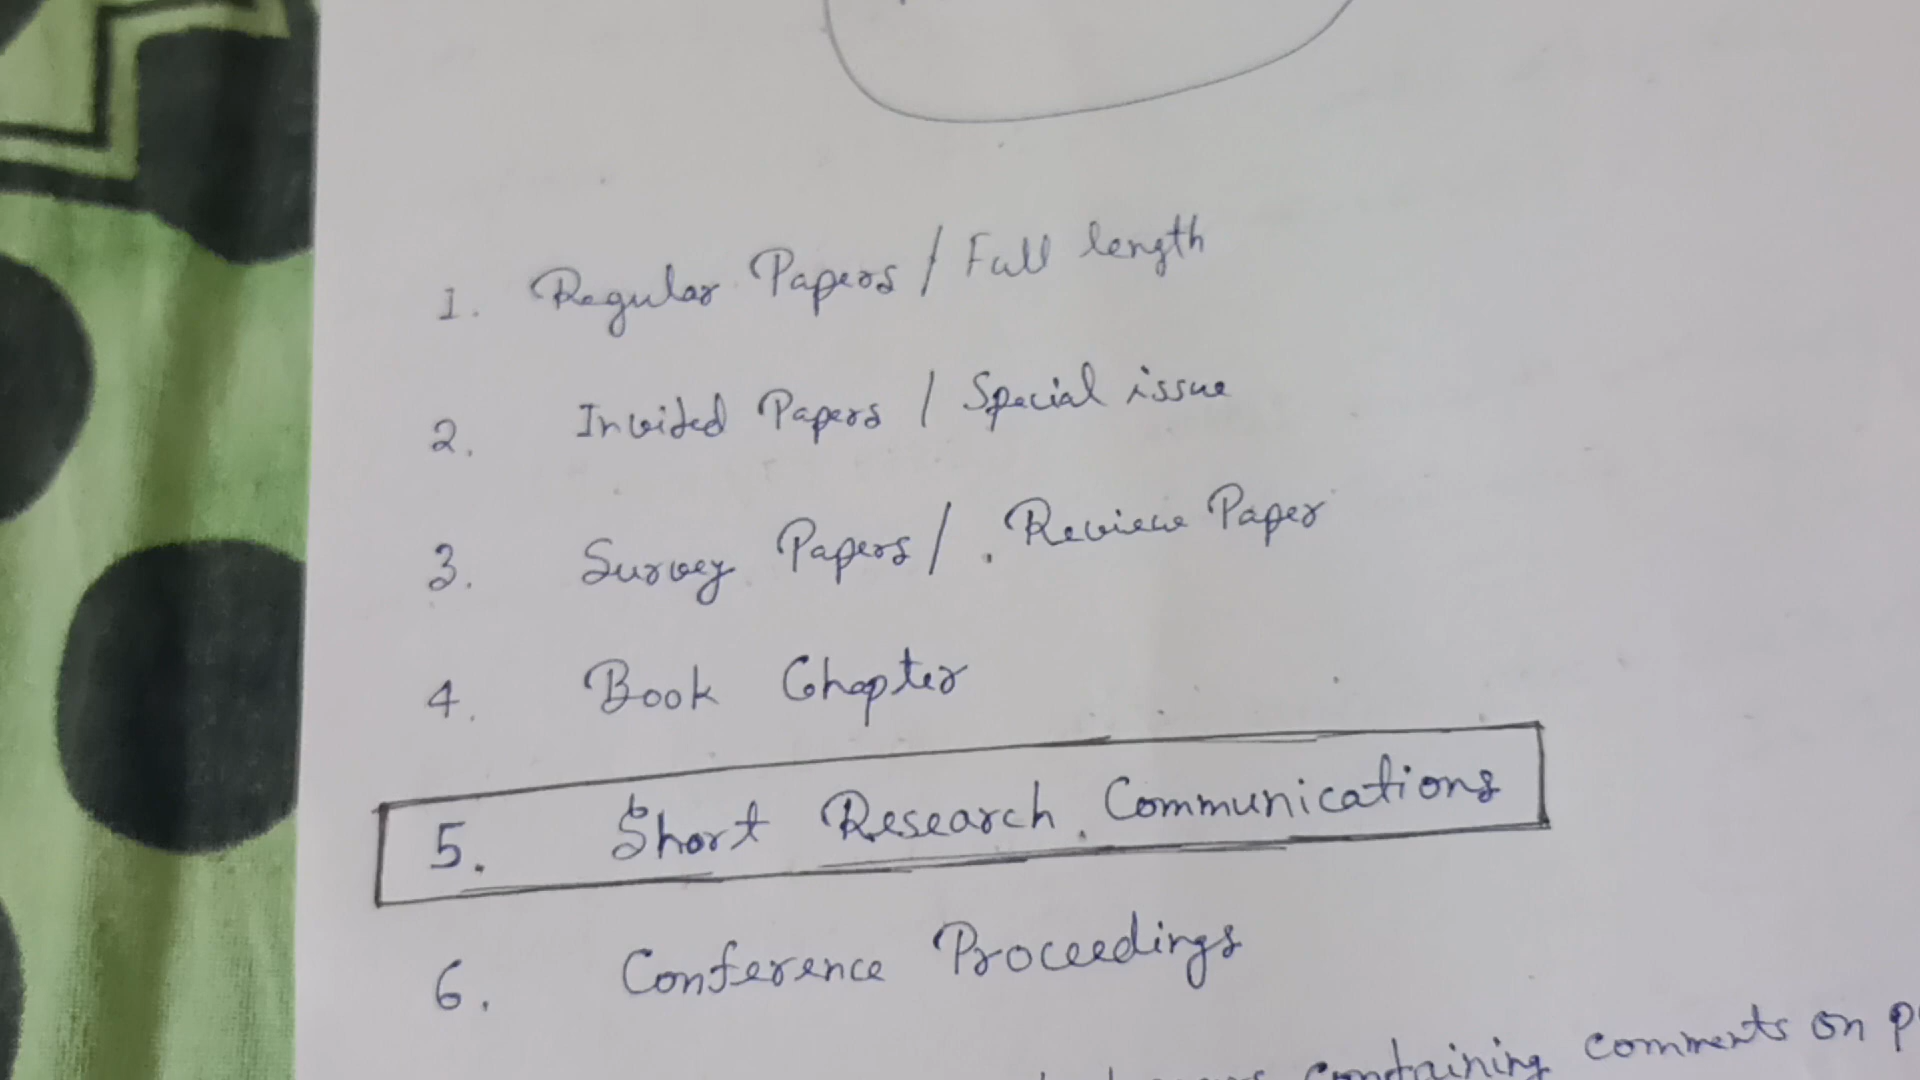 1. Regular Papers / Full length
2. Invited Papers / Special issue
3. Survey Papers / Review Paper
4. Book Chapter
5. Short Research Communications
6. Conference Proceedings
containing comments on